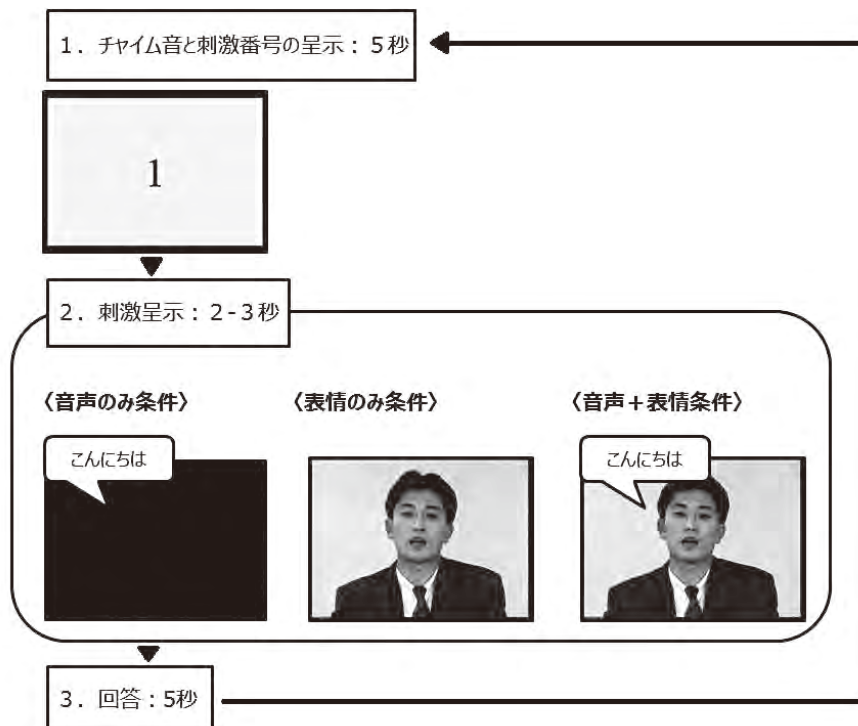 1．チャイム音と刺激番号の呈示：５秒
1
２．刺激呈示：２-３秒
〈音声のみ条件〉
〈表情のみ条件〉
〈音声＋表情条件〉
こんにちは
こんにちは
３．回答：5秒